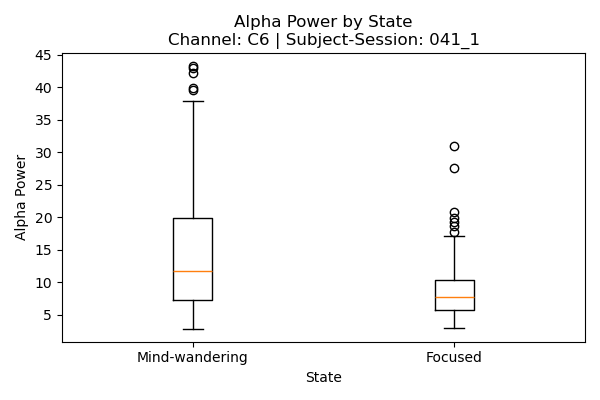 Alpha Power by State
Channel: C6 | Subject-Session: 041_1
45
40
35
30
25
20
15
10
5
Alpha Power
Mind-wandering
Focused
State